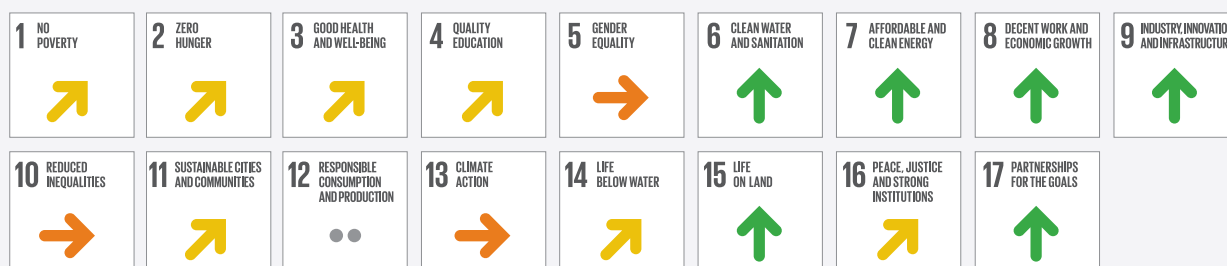 1 NO
POVERTY
2 ZERO
HUNGER
3 GOOD HEALTH
AND WELL-BEING
4 QUALITY
EDUCATION
5 GENDER
EQUALITY
6 CLEAN WATER
AND SANITATION
7 AFFORDABLE AND
CLEAN ENERGY
8 DECENT WORK AND
ECONOMIC GROWTH
9 INDUSTRY, INNOVATIO
AND INFRASTRUCTUR
10 REDUCED
INEQUALITIES
11 SUSTAINABLE CITIES
AND COMMUNITIES
12 RESPONSIBLE
CONSUMPTION
AND PRODUCTION
13 CLIMATE
ACTION
14 LIFE
BELOW WATER
15 LIFE
ON LAND
16 PEACE, JUSTICE
AND STRONG
INSTITUTIONS
17 PARTNERSHIPS
FOR THE GOALS